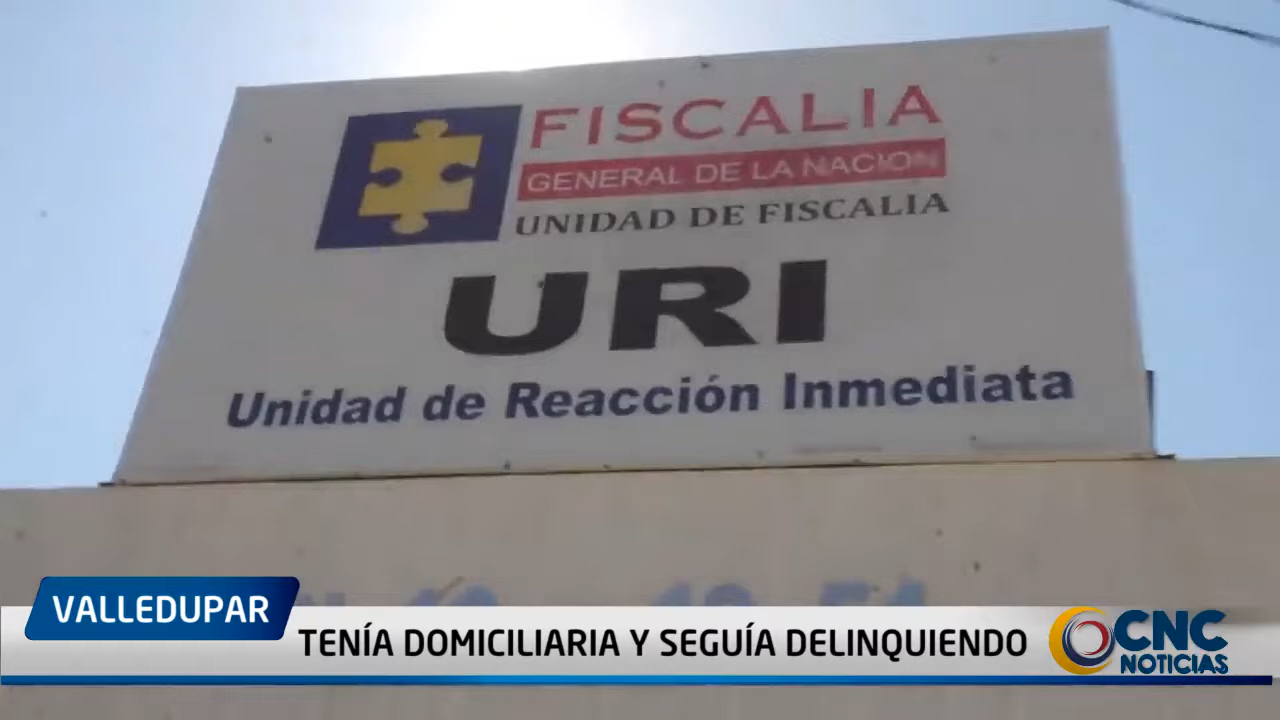 FISCALIA
GENERAL DE LA NACION
UNIDAD DE FISCALIA
URI
Unidad de Reacción Inmediata
VALLEDUPAR
TENÍA DOMICILIARIA Y SEGUÍA DELINQUIENDO
CNC
NOTICIAS